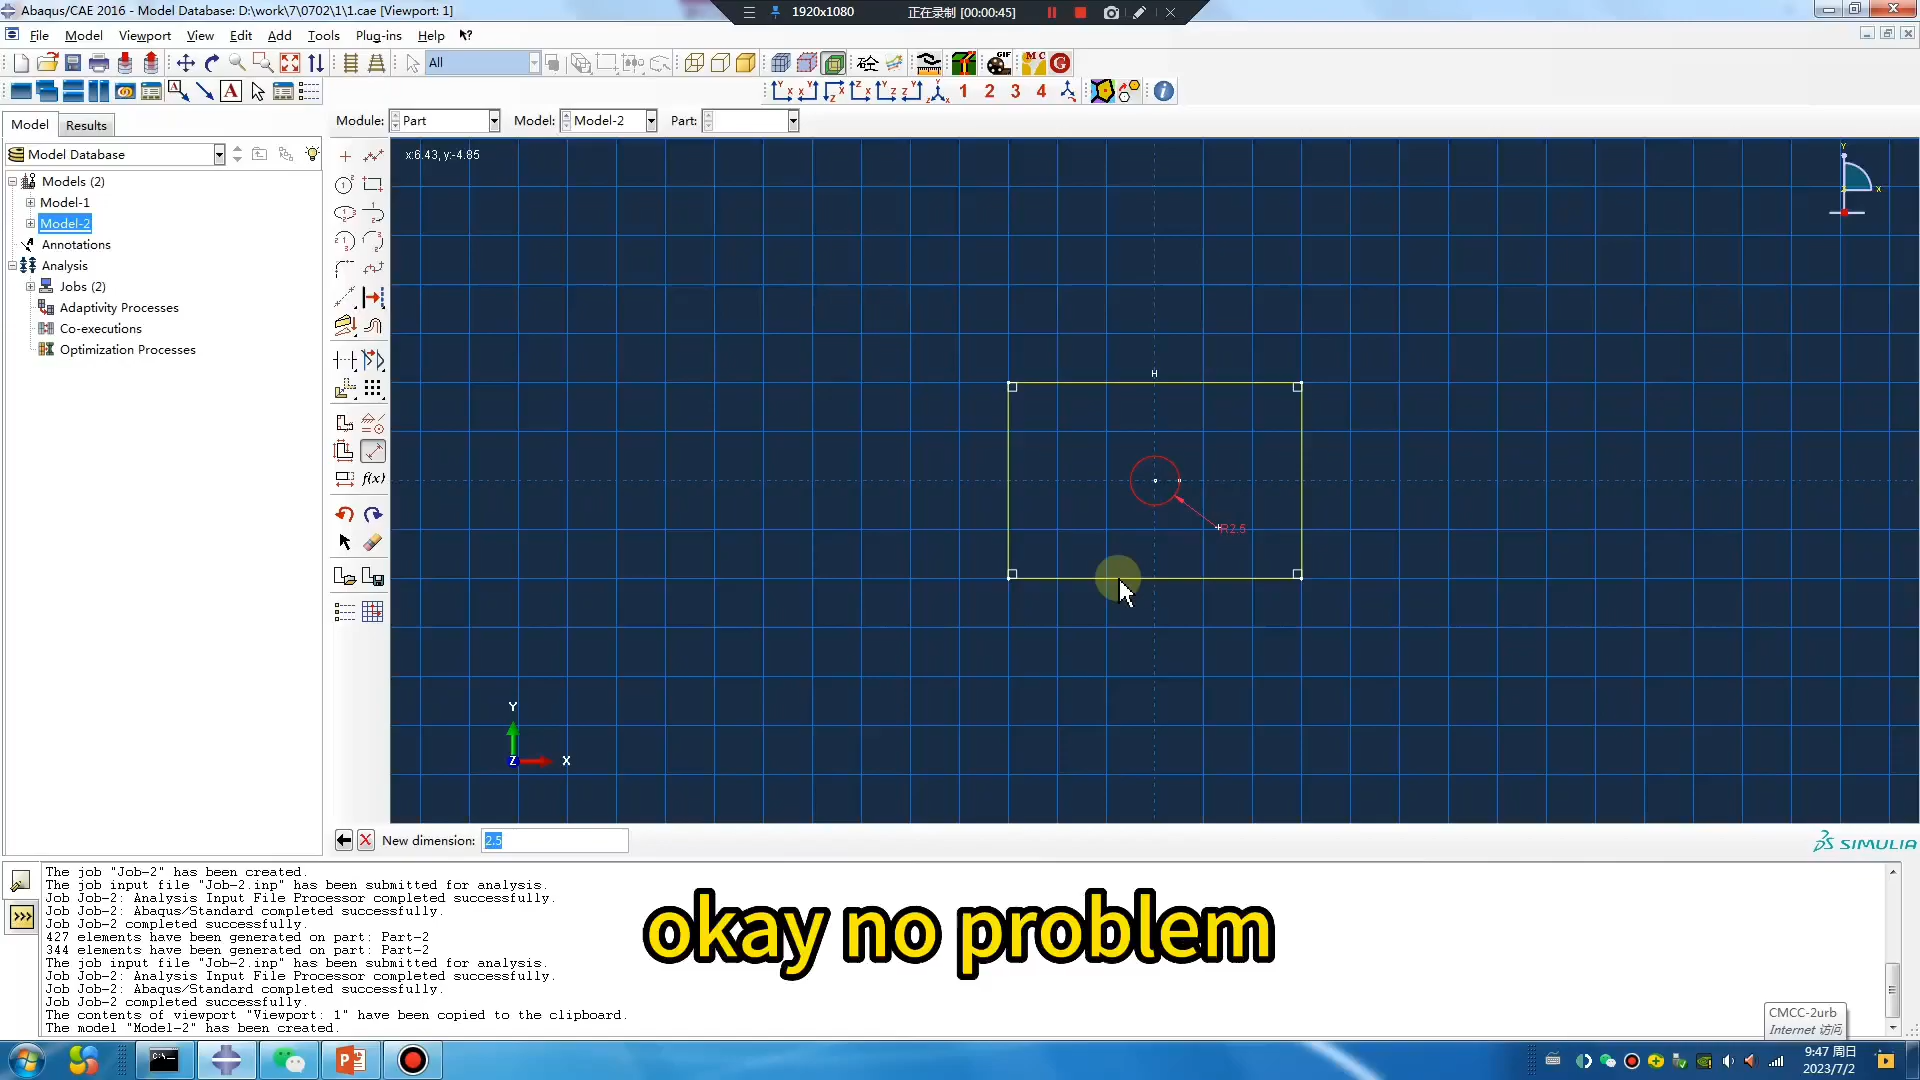 Abaqus/CAE 2016 - Model Database: D:\work\7\0702\1\1.cae [Viewport: 1]
1920x1080 正在录制 [00:00:45]
File Model Viewport View Edit Add Tools Plug-ins Help
All
1 2 3 4
Model Results
Module: Part Model: Model-2 Part:
Model Database
Models (2)
Model-1
Model-2
Annotations
Analysis
Jobs (2)
Adaptivity Processes
Co-executions
Optimization Processes
x:6.43, y:-4.85
Y
X
H
R2.5
Y
Z X
New dimension: 2.5
SIMULIA
The job "Job-2" has been created.
The job input file "Job-2.inp" has been submitted for analysis.
Job Job-2: Analysis Input File Processor completed successfully.
Job Job-2: Abaqus/Standard completed successfully.
Job Job-2 completed successfully.
427 elements have been generated on part: Part-2
344 elements have been generated on part: Part-2
The job input file "Job-2.inp" has been submitted for analysis.
Job Job-2: Analysis Input File Processor completed successfully.
Job Job-2: Abaqus/Standard completed successfully.
Job Job-2 completed successfully.
The contents of viewport "Viewport: 1" have been copied to the clipboard.
The model "Model-2" has been created.
okay no problem
CMCC-2urb
Internet 访问
9:47 周日
2023/7/2